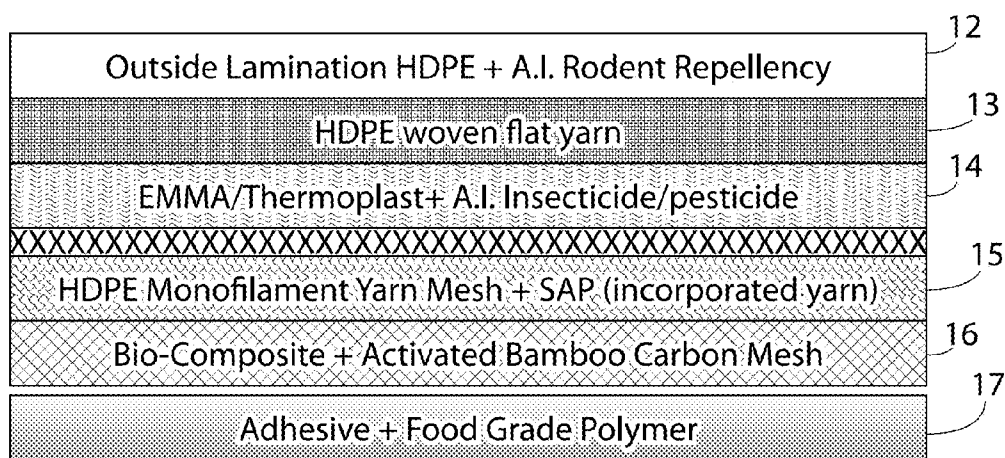 12
Outside Lamination HDPE + A.I. Rodent Repellency
13
HDPE woven flat yarn
14
EMMA/Thermoplast+ A.I. Insecticide/pesticide
XXXXXXXXXXXXXXXXXXXXXXXXXXXXXXXXXXXXXXXXXXXXXXX
15
HDPE Monofilament Yarn Mesh + SAP (incorporated yarn)
16
Bio-Composite + Activated Bamboo Carbon Mesh
17
Adhesive + Food Grade Polymer